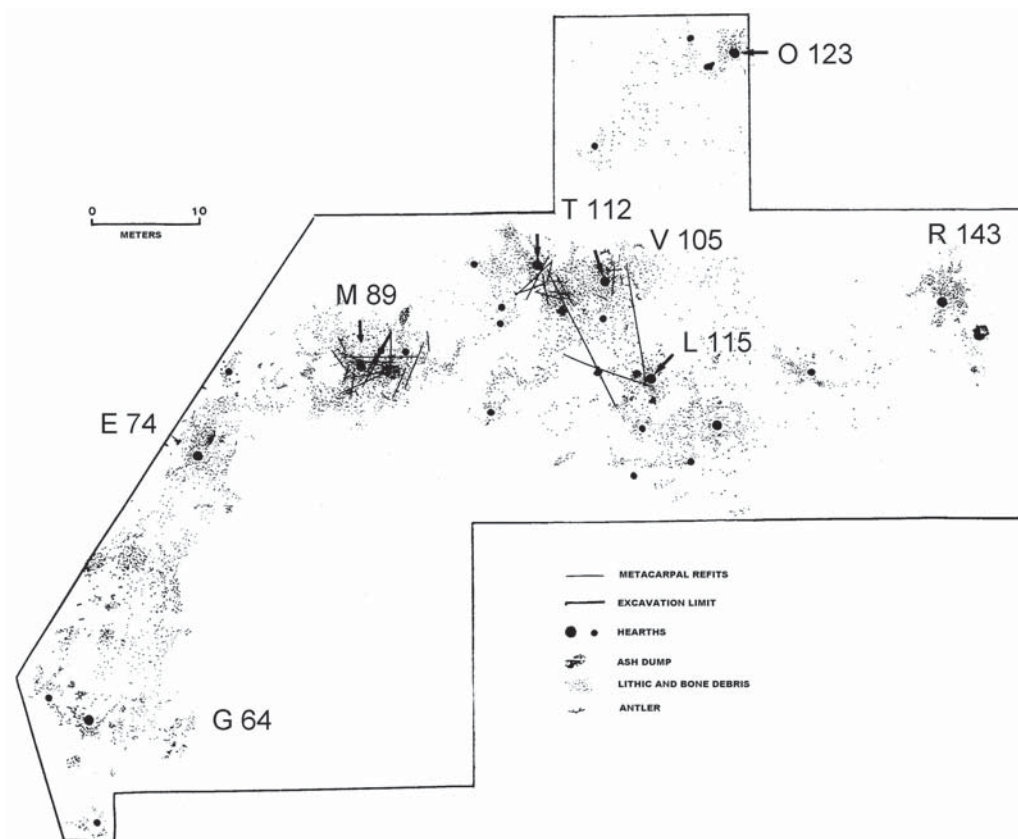 O 123
0 10
METERS
T 112
V 105
R 143
M 89
L 115
E 74
METACARPAL REFITS
EXCAVATION LIMIT
HEARTHS
ASH DUMP
LITHIC AND BONE DEBRIS
ANTLER
G 64